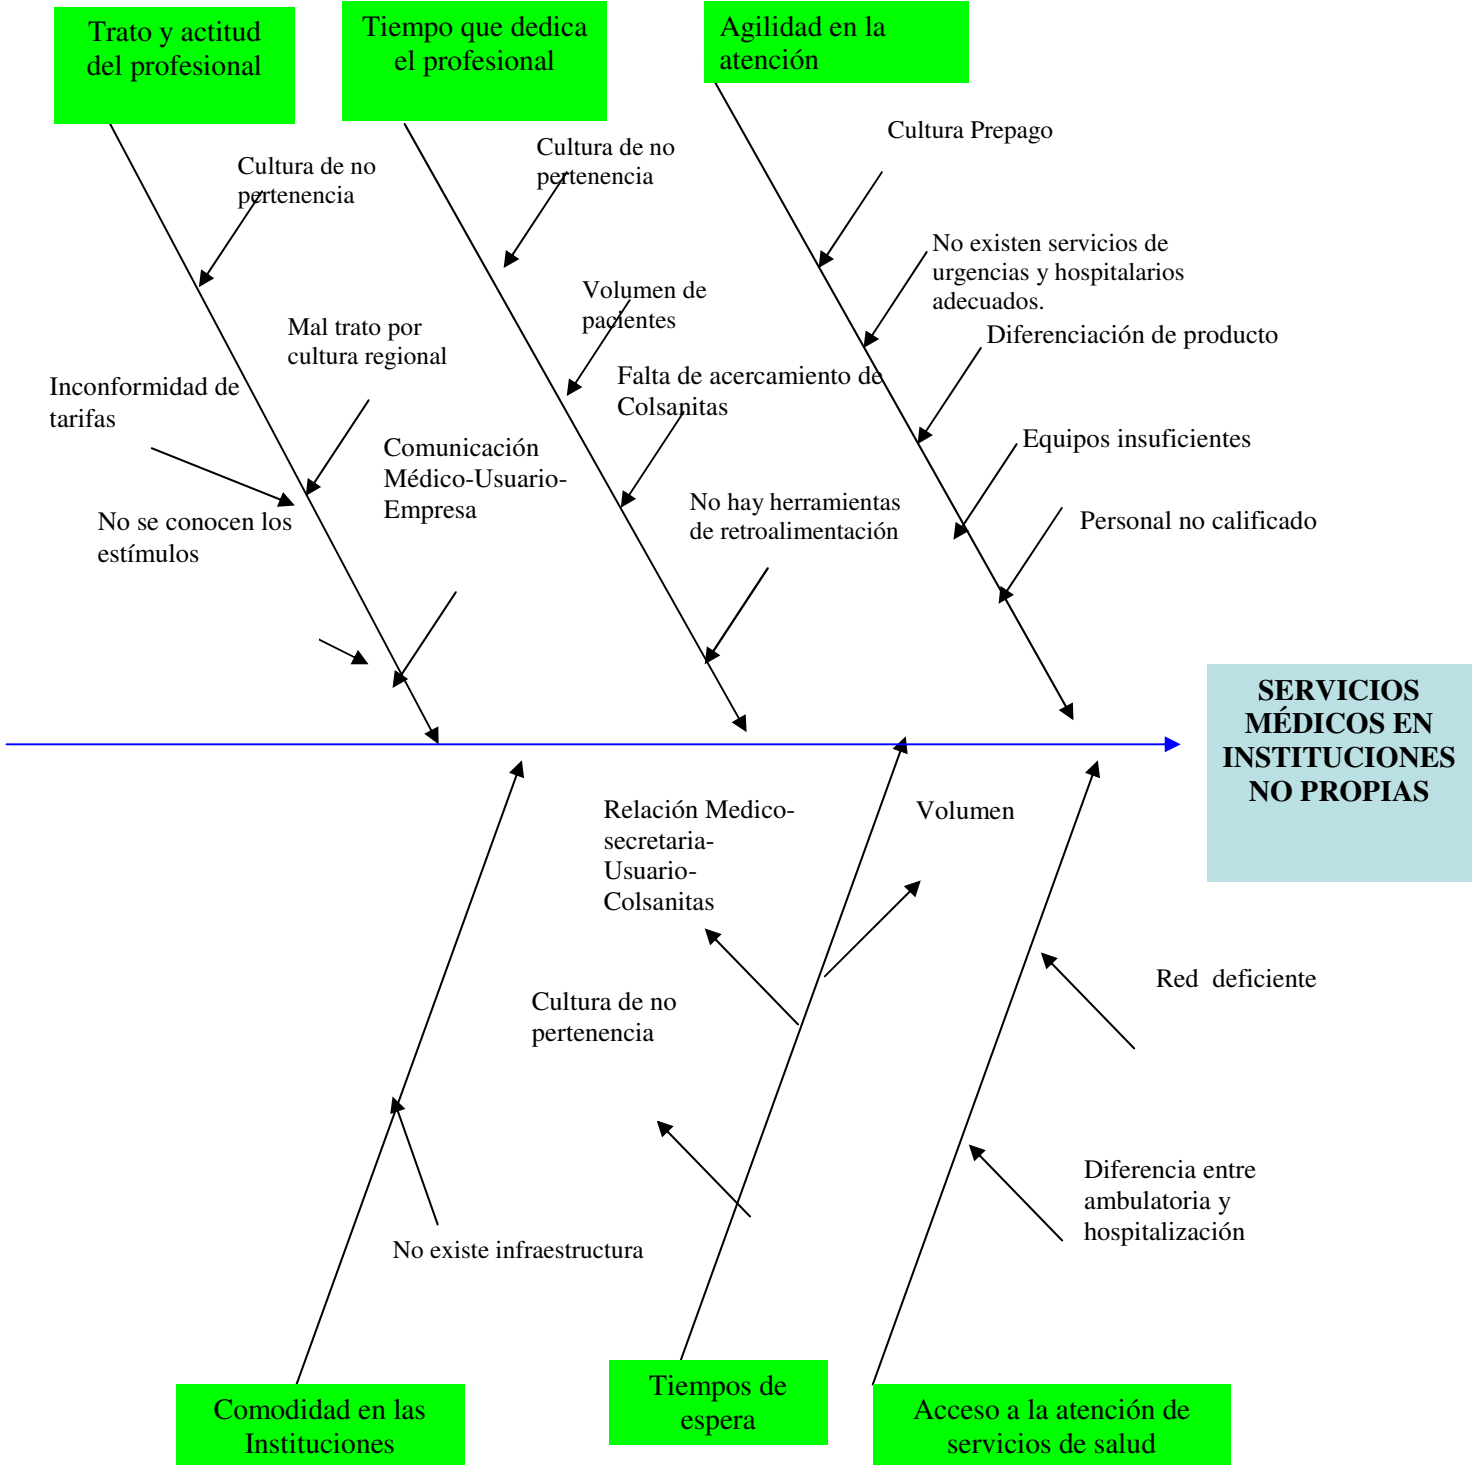 Trato y actitud
del profesional
Tiempo que dedica
el profesional
Agilidad en la
atención
Cultura de no
pertenencia
Mal trato por
cultura regional
Inconformidad de
tarifas
No se conocen los
estímulos
Comunicación
Médico-Usuario-
Empresa
Cultura de no
pertenencia
Volumen de
pacientes
Falta de acercamiento de
Colsanitas
No hay herramientas
de retroalimentación
Cultura Prepago
No existen servicios de
urgencias y hospitalarios
adecuados.
Diferenciación de producto
Equipos insuficientes
Personal no calificado
SERVICIOS
MÉDICOS EN
INSTITUCIONES
NO PROPIAS
Relación Medico-
secretaria-
Usuario-
Colsanitas
Volumen
Cultura de no
pertenencia
Red  deficiente
Diferencia entre
ambulatoria y
hospitalización
No existe infraestructura
Comodidad en las
Instituciones
Tiempos de
espera
Acceso a la atención de
servicios de salud